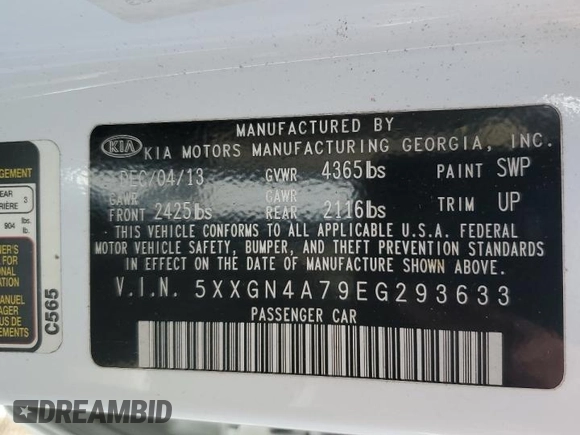 MANUFACTURED BY
KIA KIA MOTORS MANUFACTURING GEORGIA, INC.
DEC/04/13 GVWR 4365lbs PAINT SWP
GAWR GAWR
FRONT 2425lbs REAR 2116lbs TRIM UP
THIS VEHICLE CONFORMS TO ALL APPLICABLE U.S.A. FEDERAL
MOTOR VEHICLE SAFETY, BUMPER, AND THEFT PREVENTION STANDARDS
IN EFFECT ON THE DATE OF MANUFACTURE SHOWN ABOVE.
V.I.N. 5XXGN4A79EG293633
PASSENGER CAR
904 lbs.
C565
DREAMBID